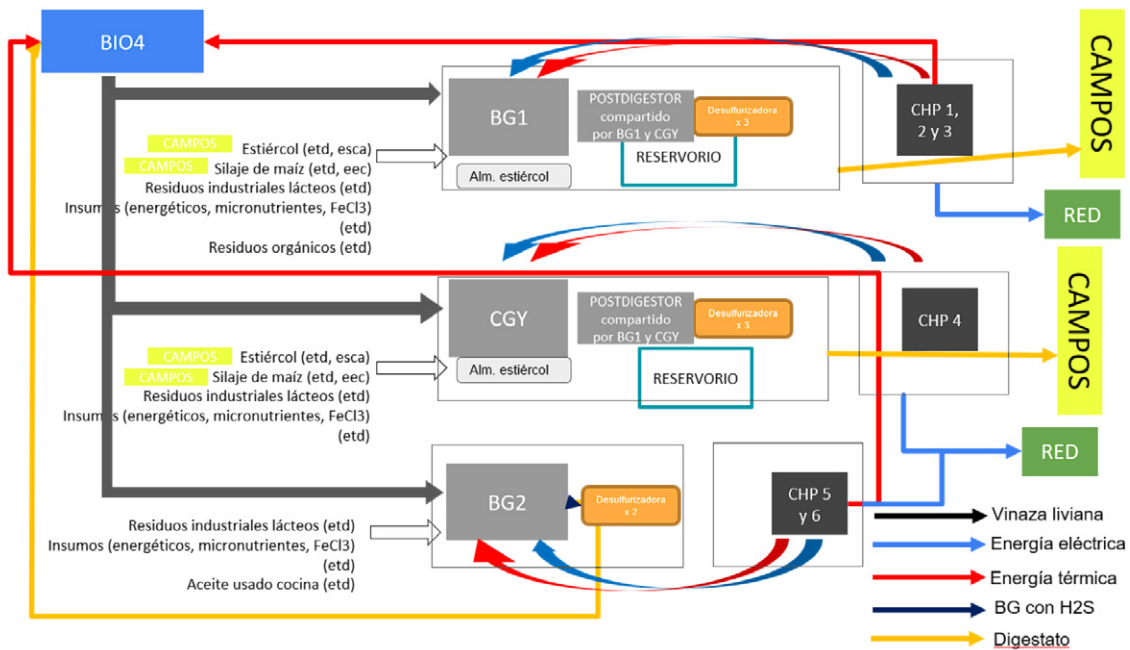 BIO4
BG1
POSTDIGESTOR
compartido
por BG1 y CGY
Desulfurizadora
x 3
RESERVORIO
Alm. estiércol
CHP 1,
2 y 3
CAMPOS
RED
CAMPOS
Estiércol (etd, esca)
CAMPOS
Silaje de maíz (etd, eec)
Residuos industriales lácteos (etd)
Insumos (energéticos, micronutrientes, FeCl3)
(etd)
Residuos orgánicos (etd)
CGY
POSTDIGESTOR
compartido
por BG1 y CGY
Desulfurizadora
x 3
RESERVORIO
Alm. estiércol
CHP 4
CAMPOS
RED
CAMPOS
Estiércol (etd, esca)
CAMPOS
Silaje de maíz (etd, eec)
Residuos industriales lácteos (etd)
Insumos (energéticos, micronutrientes, FeCl3)
(etd)
BG2
Desulfurizadora
x 2
CHP 5
y 6
Residuos industriales lácteos (etd)
Insumos (energéticos, micronutrientes, FeCl3)
(etd)
Aceite usado cocina (etd)
Vinaza liviana
Energía eléctrica
Energía térmica
BG con H2S
Digestato